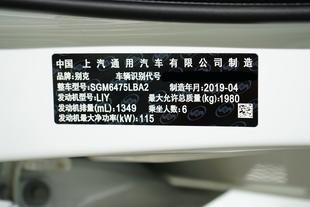 中国 上汽通用汽车有限公司制造
品牌:别克 车辆识别代号
整车型号:SGM6475LBA2 制造年月:2019-04
发动机型号:LIY 最大允许总质量(kg):1980
发动机排量(mL):1349 乘坐人数:6
发动机最大净功率(kW):115